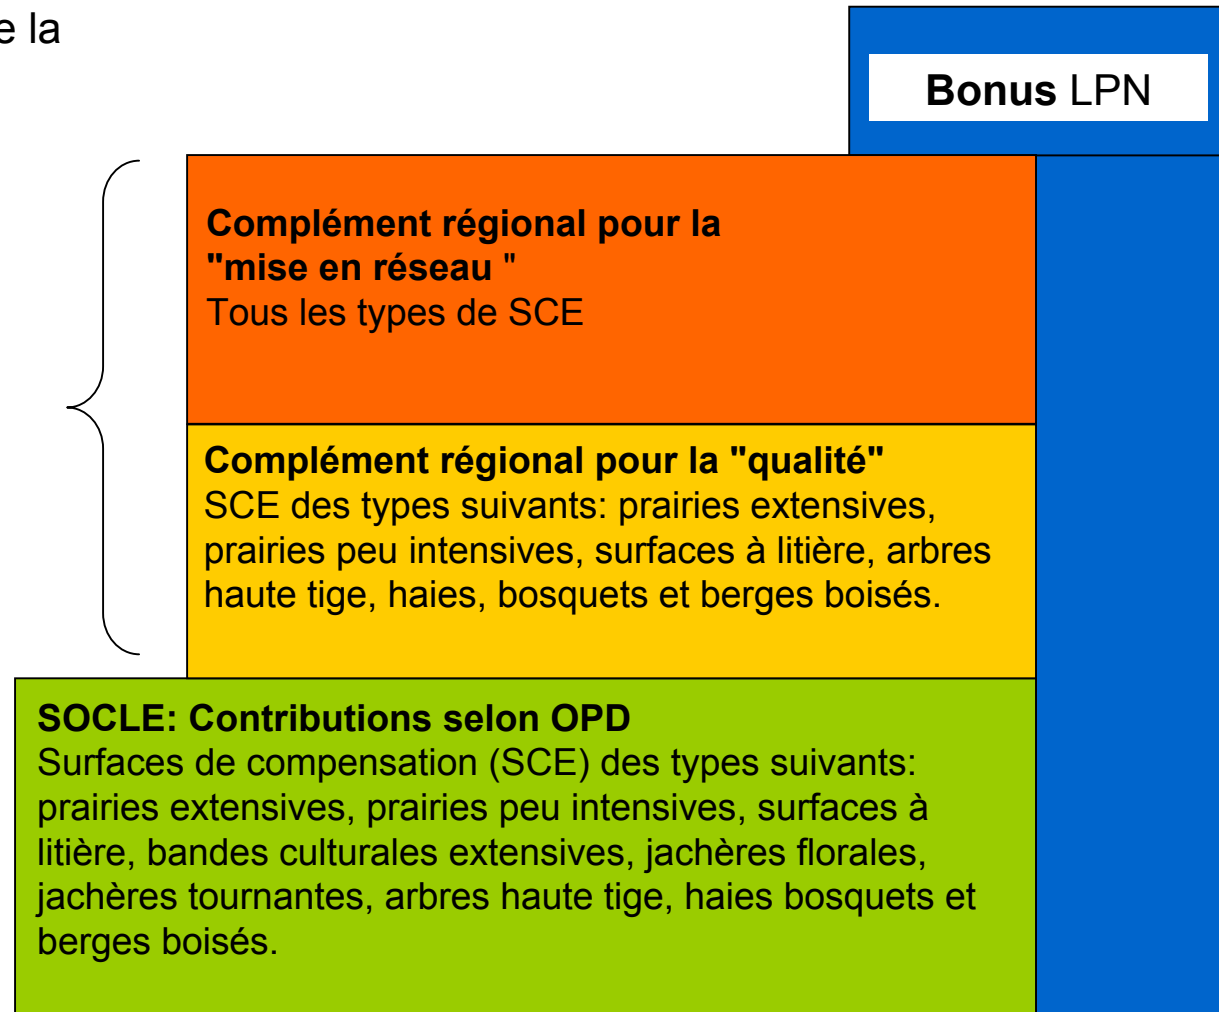 e la
Bonus LPN
Complément régional pour la
"mise en réseau "
Tous les types de SCE
Complément régional pour la "qualité"
SCE des types suivants: prairies extensives,
prairies peu intensives, surfaces à litière, arbres
haute tige, haies, bosquets et berges boisés.
SOCLE: Contributions selon OPD
Surfaces de compensation (SCE) des types suivants:
prairies extensives, prairies peu intensives, surfaces à
litière, bandes culturales extensives, jachères florales,
jachères tournantes, arbres haute tige, haies bosquets et
berges boisés.